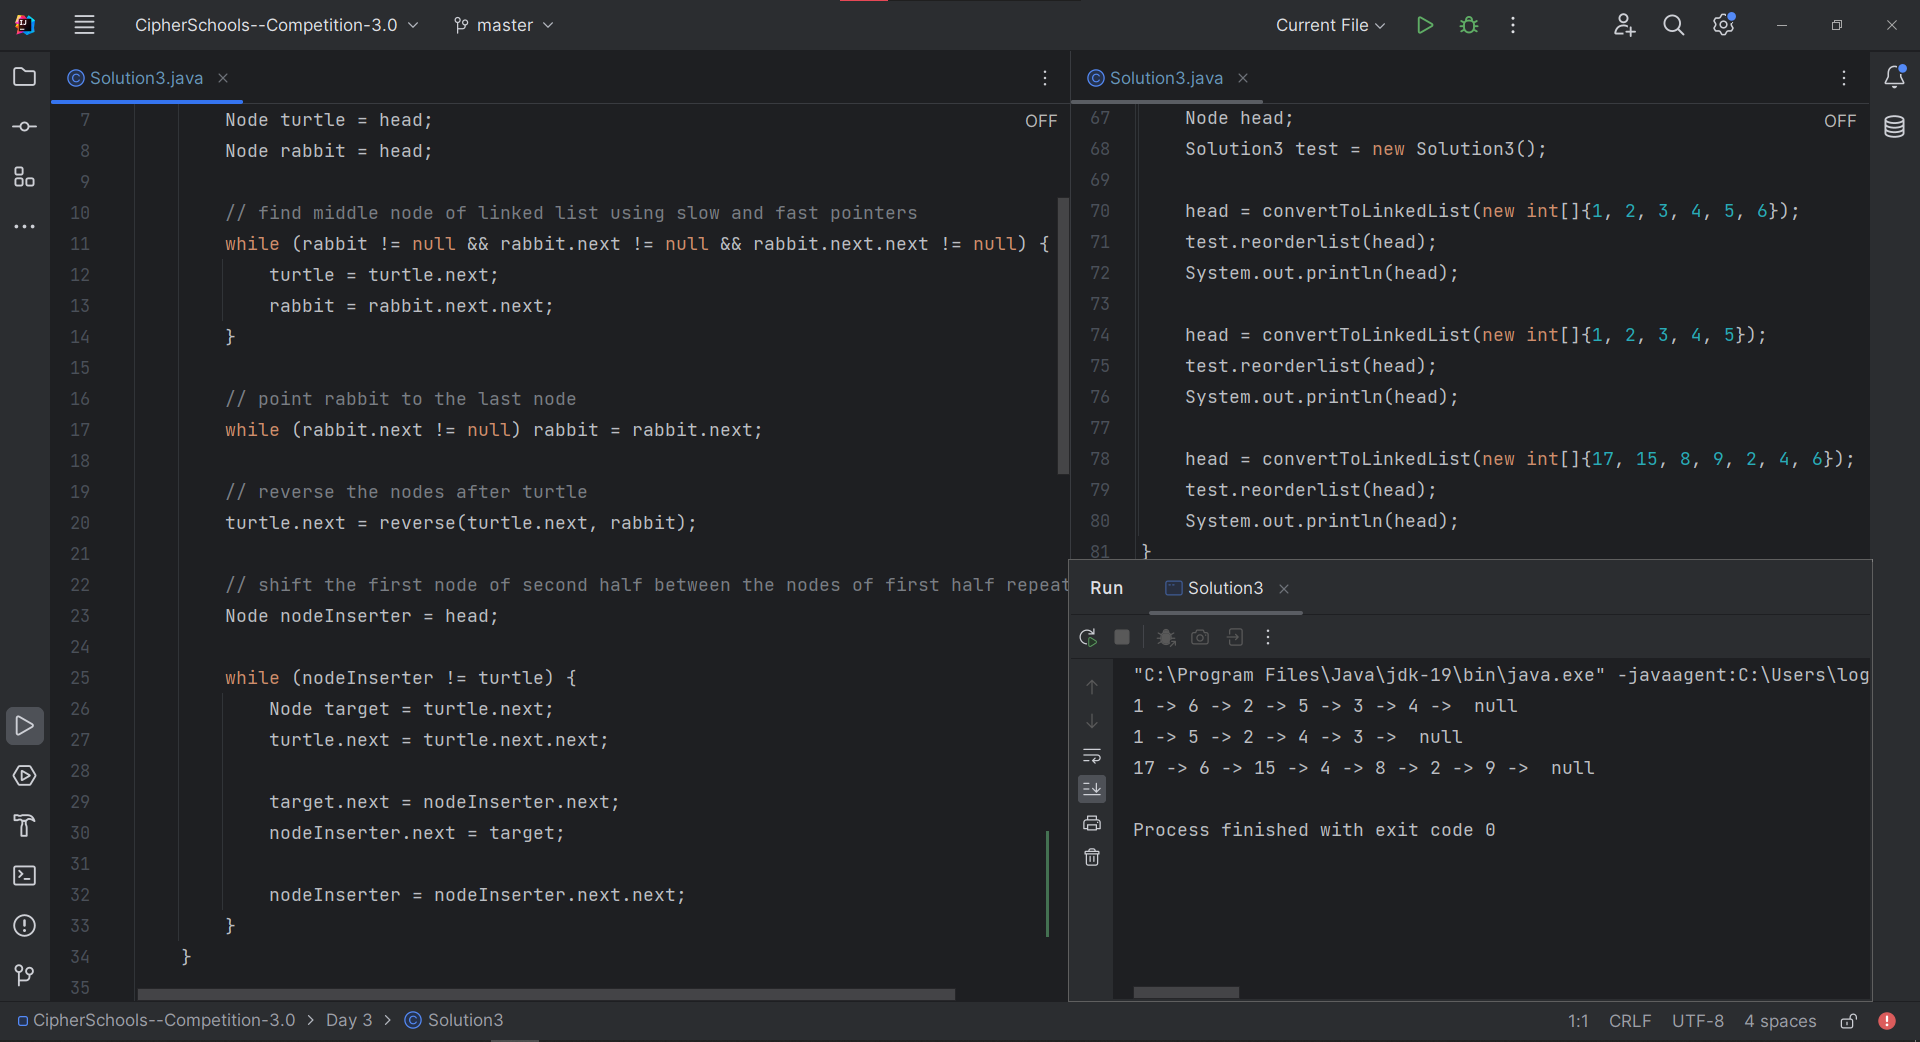 CipherSchools--Competition-3.0
master
Current File
Solution3.java
OFF
7 Node turtle = head;
8 Node rabbit = head;
9
10 // find middle node of linked list using slow and fast pointers
11 while (rabbit != null && rabbit.next != null && rabbit.next.next != null) {
12 turtle = turtle.next;
13 rabbit = rabbit.next.next;
14 }
15
16 // point rabbit to the last node
17 while (rabbit.next != null) rabbit = rabbit.next;
18
19 // reverse the nodes after turtle
20 turtle.next = reverse(turtle.next, rabbit);
21
22 // shift the first node of second half between the nodes of first half repeat
23 Node nodeInserter = head;
24
25 while (nodeInserter != turtle) {
26 Node target = turtle.next;
27 turtle.next = turtle.next.next;
28
29 target.next = nodeInserter.next;
30 nodeInserter.next = target;
31
32 nodeInserter = nodeInserter.next.next;
33 }
34 }
35
Solution3.java
OFF
67 Node head;
68 Solution3 test = new Solution3();
69
70 head = convertToLinkedList(new int[]{1, 2, 3, 4, 5, 6});
71 test.reorderlist(head);
72 System.out.println(head);
73
74 head = convertToLinkedList(new int[]{1, 2, 3, 4, 5});
75 test.reorderlist(head);
76 System.out.println(head);
77
78 head = convertToLinkedList(new int[]{17, 15, 8, 9, 2, 4, 6});
79 test.reorderlist(head);
80 System.out.println(head);
81 }
Run Solution3
"C:\Program Files\Java\jdk-19\bin\java.exe" -javaagent:C:\Users\log
1 -> 6 -> 2 -> 5 -> 3 -> 4 ->  null
1 -> 5 -> 2 -> 4 -> 3 ->  null
17 -> 6 -> 15 -> 4 -> 8 -> 2 -> 9 ->  null
Process finished with exit code 0
CipherSchools--Competition-3.0 > Day 3 > Solution3
1:1 CRLF UTF-8 4 spaces